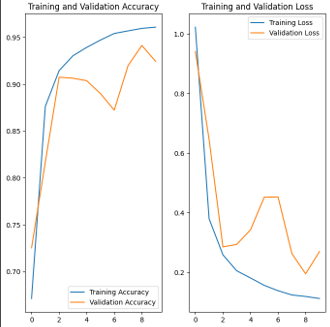 Training and Validation Accuracy
0.95
0.90
0.85
0.80
0.75
0.70
0 2 4 6 8
Training Accuracy
Validation Accuracy
Training and Validation Loss
1.0
0.8
0.6
0.4
0.2
0 2 4 6 8
Training Loss
Validation Loss